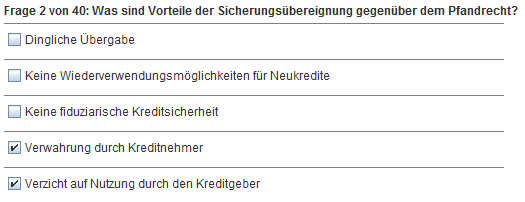 Frage 2 von 40: Was sind Vorteile der Sicherungsübereignung gegenüber dem Pfandrecht?
Dingliche Übergabe
Keine Wiederverwendungsmöglichkeiten für Neukredite
Keine fiduziarische Kreditsicherheit
Verwahrung durch Kreditnehmer
Verzicht auf Nutzung durch den Kreditgeber